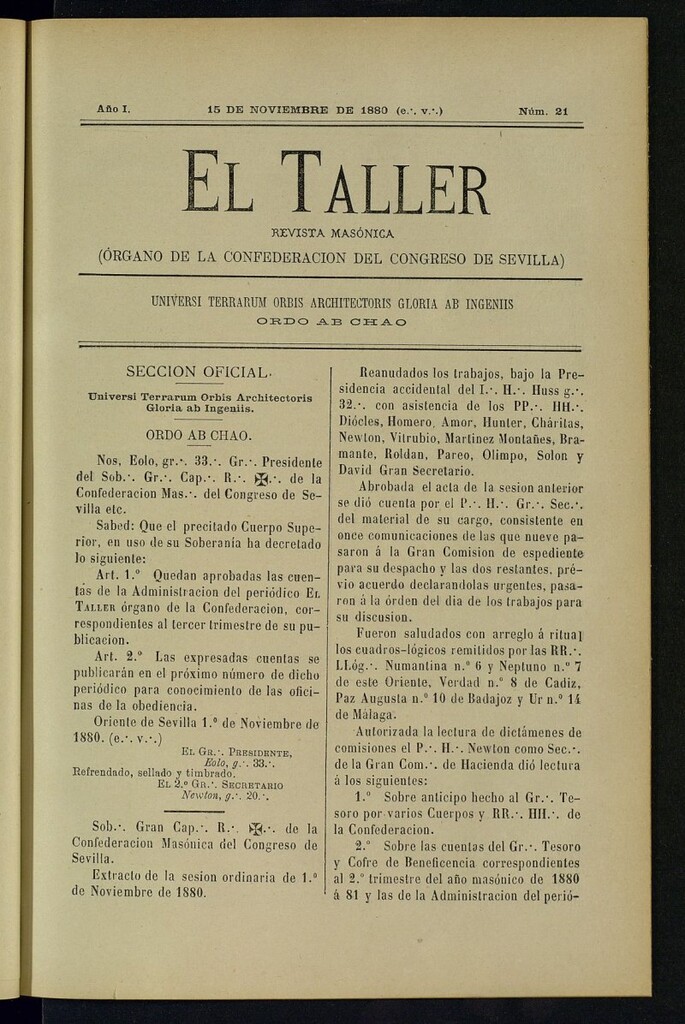 Año I.
15 DE NOVIEMBRE DE 1880 (e.·. v.·.)
Núm. 21
EL TALLER
REVISTA MASÓNICA
(ÓRGANO DE LA CONFEDERACION DEL CONGRESO DE SEVILLA)
UNIVERSI TERRARUM ORBIS ARCHITECTORIS GLORIA AB INGENIIS
ORDO AB CHAO
SECCION OFICIAL.
Universi Terrarum Orbis Architectoris
Gloria ab Ingeniis.
ORDO AB CHAO.
Nos, Eolo, gr.·. 33.·. Gr.·. Presidente
del Sob.·. Gr.·. Cap.·. R.·. ✠.·. de la
Confederacion Mas.·. del Congreso de Se-
villa etc.
Sabed: Que el precitado Cuerpo Supe-
rior, en uso de su Soberanía ha decretado
lo siguiente:
Art. 1.º Quedan aprobadas las cuen-
tas de la Administracion del periódico EL
TALLER órgano de la Confederacion, cor-
respondientes al tercer trimestre de su pu-
blicacion.
Art. 2.º Las expresadas cuentas se
publicarán en el próximo número de dicho
periódico para conocimiento de las ofici-
nas de la obediencia.
Oriente de Sevilla 1.º de Noviembre de
1880. (e.·. v.·.)
EL GR.·. PRESIDENTE,
Eolo, g.·. 33.·.
Refrendado, sellado y timbrado.
EL 2.º GR.·. SECRETARIO
Newton, g.·. 20.·.
Sob.·. Gran Cap.·. R.·. ✠.·. de la
Confederacion Masónica del Congreso de
Sevilla.
Extracto de la sesion ordinaria de 1.º
de Noviembre de 1880.
Reanudados los trabajos, bajo la Pre-
sidencia accidental del I.·. H.·. Huss g.·.
32.·. con asistencia de los PP.·. HH.·.
Diócles, Homero, Amor, Hunter, Cháritas,
Newton, Vitrubio, Martinez Montañes, Bra-
mante, Roldan, Pareo, Olimpo, Solon y
David Gran Secretario.
Aprobada el acta de la sesion anterior
se dió cuenta por el P.·. H.·. Gr.·. Sec.·.
del material de su cargo, consistente en
once comunicaciones de las que nueve pa-
saron á la Gran Comision de espediente
para su despacho y las dos restantes, pré-
vio acuerdo declarandolas urgentes, pasa-
ron á la órden del dia de los trabajos para
su discusion.
Fueron saludados con arreglo á ritual
los cuadros-lógicos remitidos por las RR.·.
LLóg.·. Numantina n.º 6 y Neptuno n.º 7
de este Oriente, Verdad n.º 8 de Cadiz,
Paz Augusta n.º 10 de Badajoz y Ur n.º 14
de Málaga.
Autorizada la lectura de dictámenes de
comisiones el P.·. H.·. Newton como Sec.·.
de la Gran Com.·. de Hacienda dió lectura
á los siguientes:
1.º Sobre anticipo hecho al Gr.·. Te-
soro por varios Cuerpos y RR.·. HH.·. de
la Confederacion.
2.º Sobre las cuentas del Gr.·. Tesoro
y Cofre de Beneficencia correspondientes
al 2.º trimestre del año masónico de 1880
á 81 y las de la Administracion del perió-